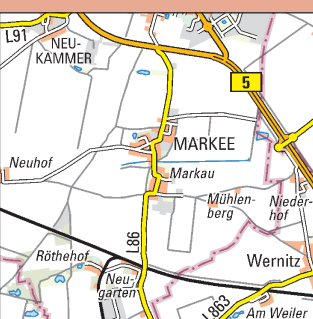 L91
NEU-
KAMMER
5
MARKEE
Neuhof
Markau
Mühlen-
berg
Nieder-
hof
L86
Röthehof
Wernitz
Neu-
garten
L863
Am Weiler